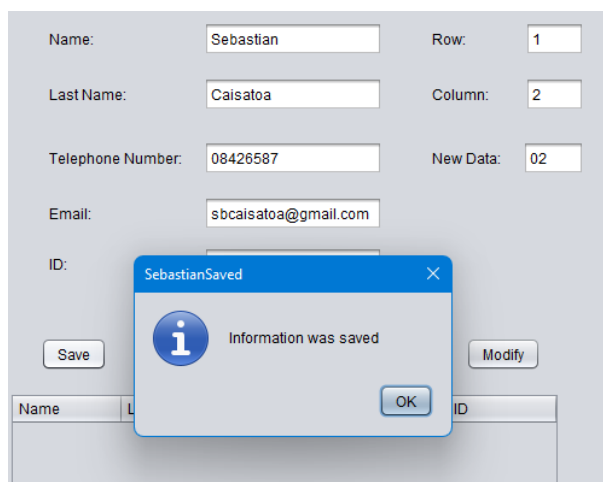 Name: Sebastian Row: 1
Last Name: Caisatoa Column: 2
Telephone Number: 08426587 New Data: 02
Email: sbcaisatoa@gmail.com
ID:
SebastianSaved
Information was saved
Save Modify
OK
Name L ID